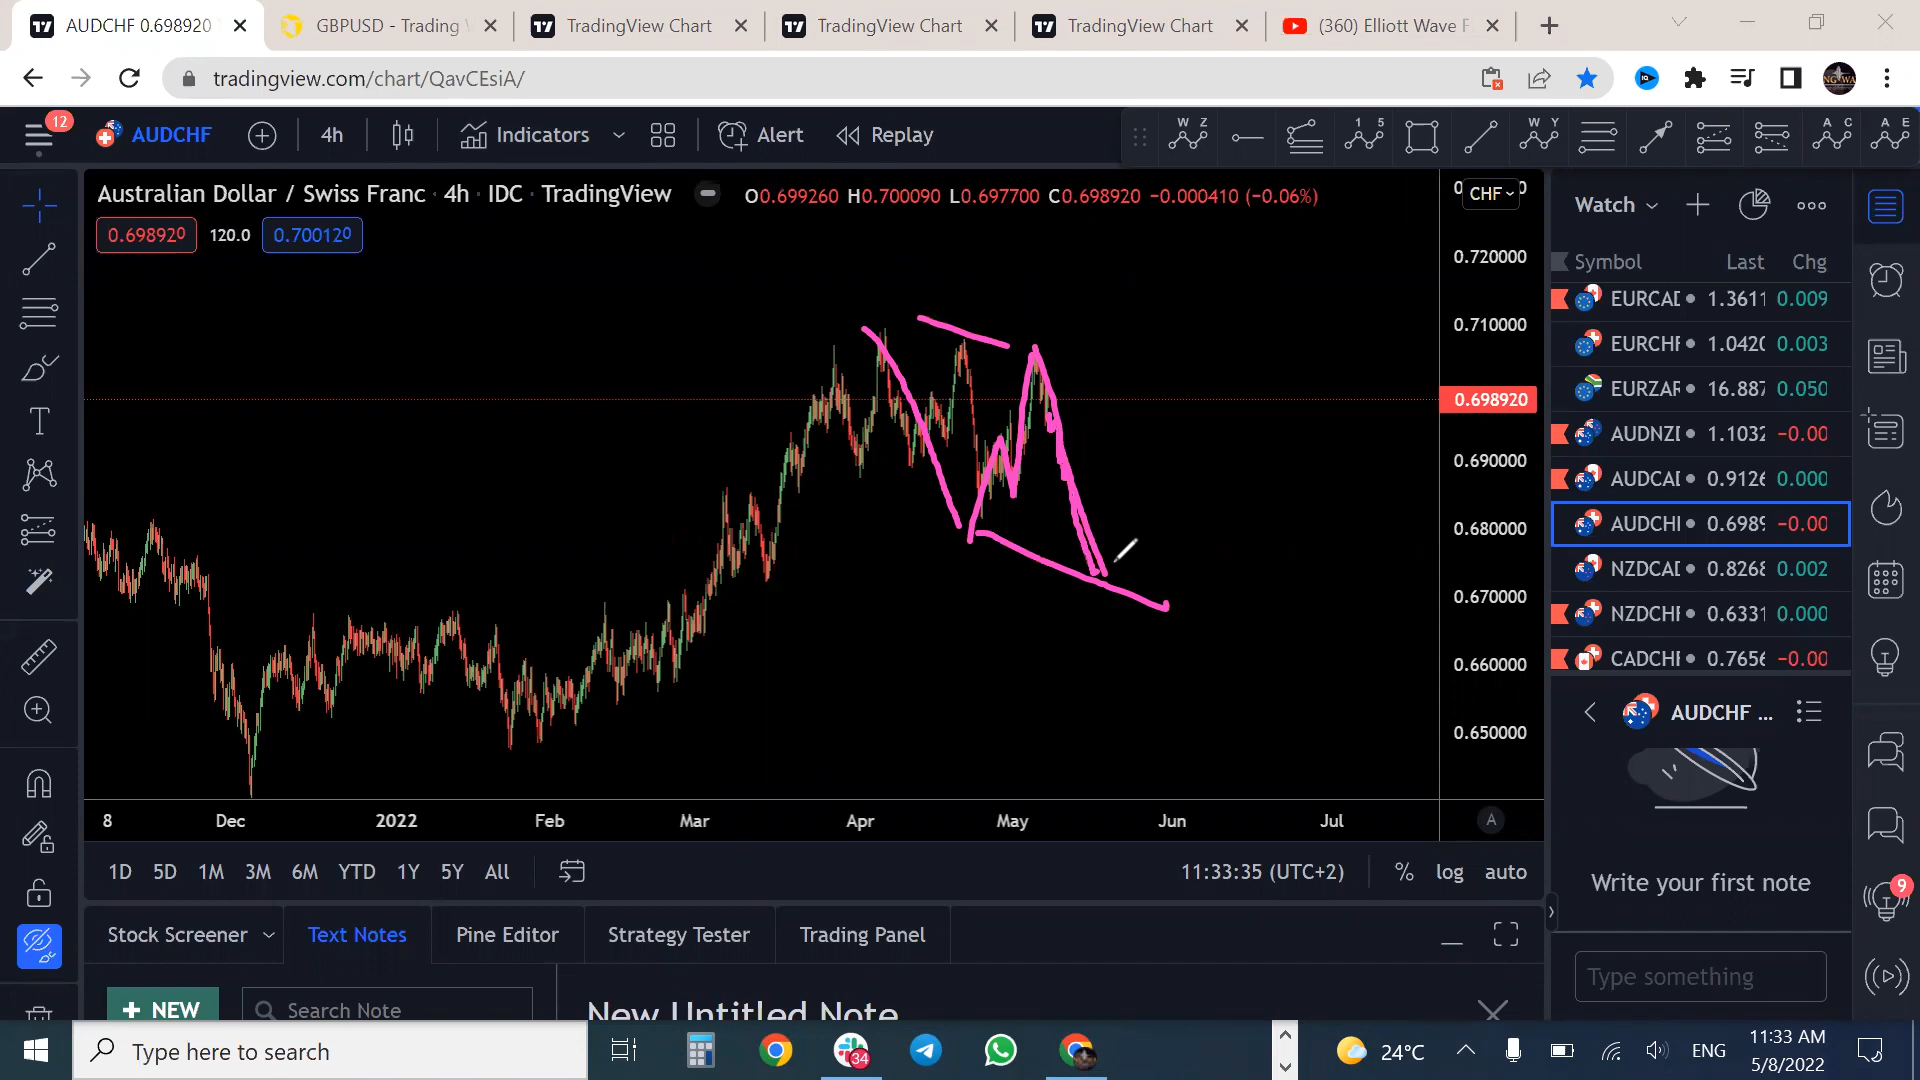 AUDCHF 0.698920
GBPUSD - Trading
TradingView Chart
TradingView Chart
TradingView Chart
(360) Elliott Wave F
tradingview.com/chart/QavCEsiA/
12
AUDCHF
4h
Indicators
Alert
Replay
W Z
1 5
W Y
A C
A E
Australian Dollar / Swiss Franc · 4h · IDC · TradingView
O0.699260 H0.700090 L0.697700 C0.698920 −0.000410 (−0.06%)
CHF
0.698920
120.0
0.700120
0.720000
0.710000
0.698920
0.690000
0.680000
0.670000
0.660000
0.650000
8 Dec 2022 Feb Mar Apr May Jun Jul
A
1D 5D 1M 3M 6M YTD 1Y 5Y All
11:33:35 (UTC+2)
% log auto
Stock Screener
Text Notes
Pine Editor
Strategy Tester
Trading Panel
+ NEW
Search Note
New Untitled Note
Watch
Symbol Last Chg
EURCAD 1.3611 0.009
EURCHF 1.0420 0.003
EURZAR 16.887 0.050
AUDNZD 1.1032 −0.00
AUDCAD 0.9126 0.000
AUDCHF 0.6989 −0.00
NZDCAD 0.8268 0.002
NZDCHF 0.6331 0.000
CADCHF 0.7656 −0.00
AUDCHF ...
Write your first note
Type something
9
Type here to search
34
24°C
ENG
11:33 AM
5/8/2022